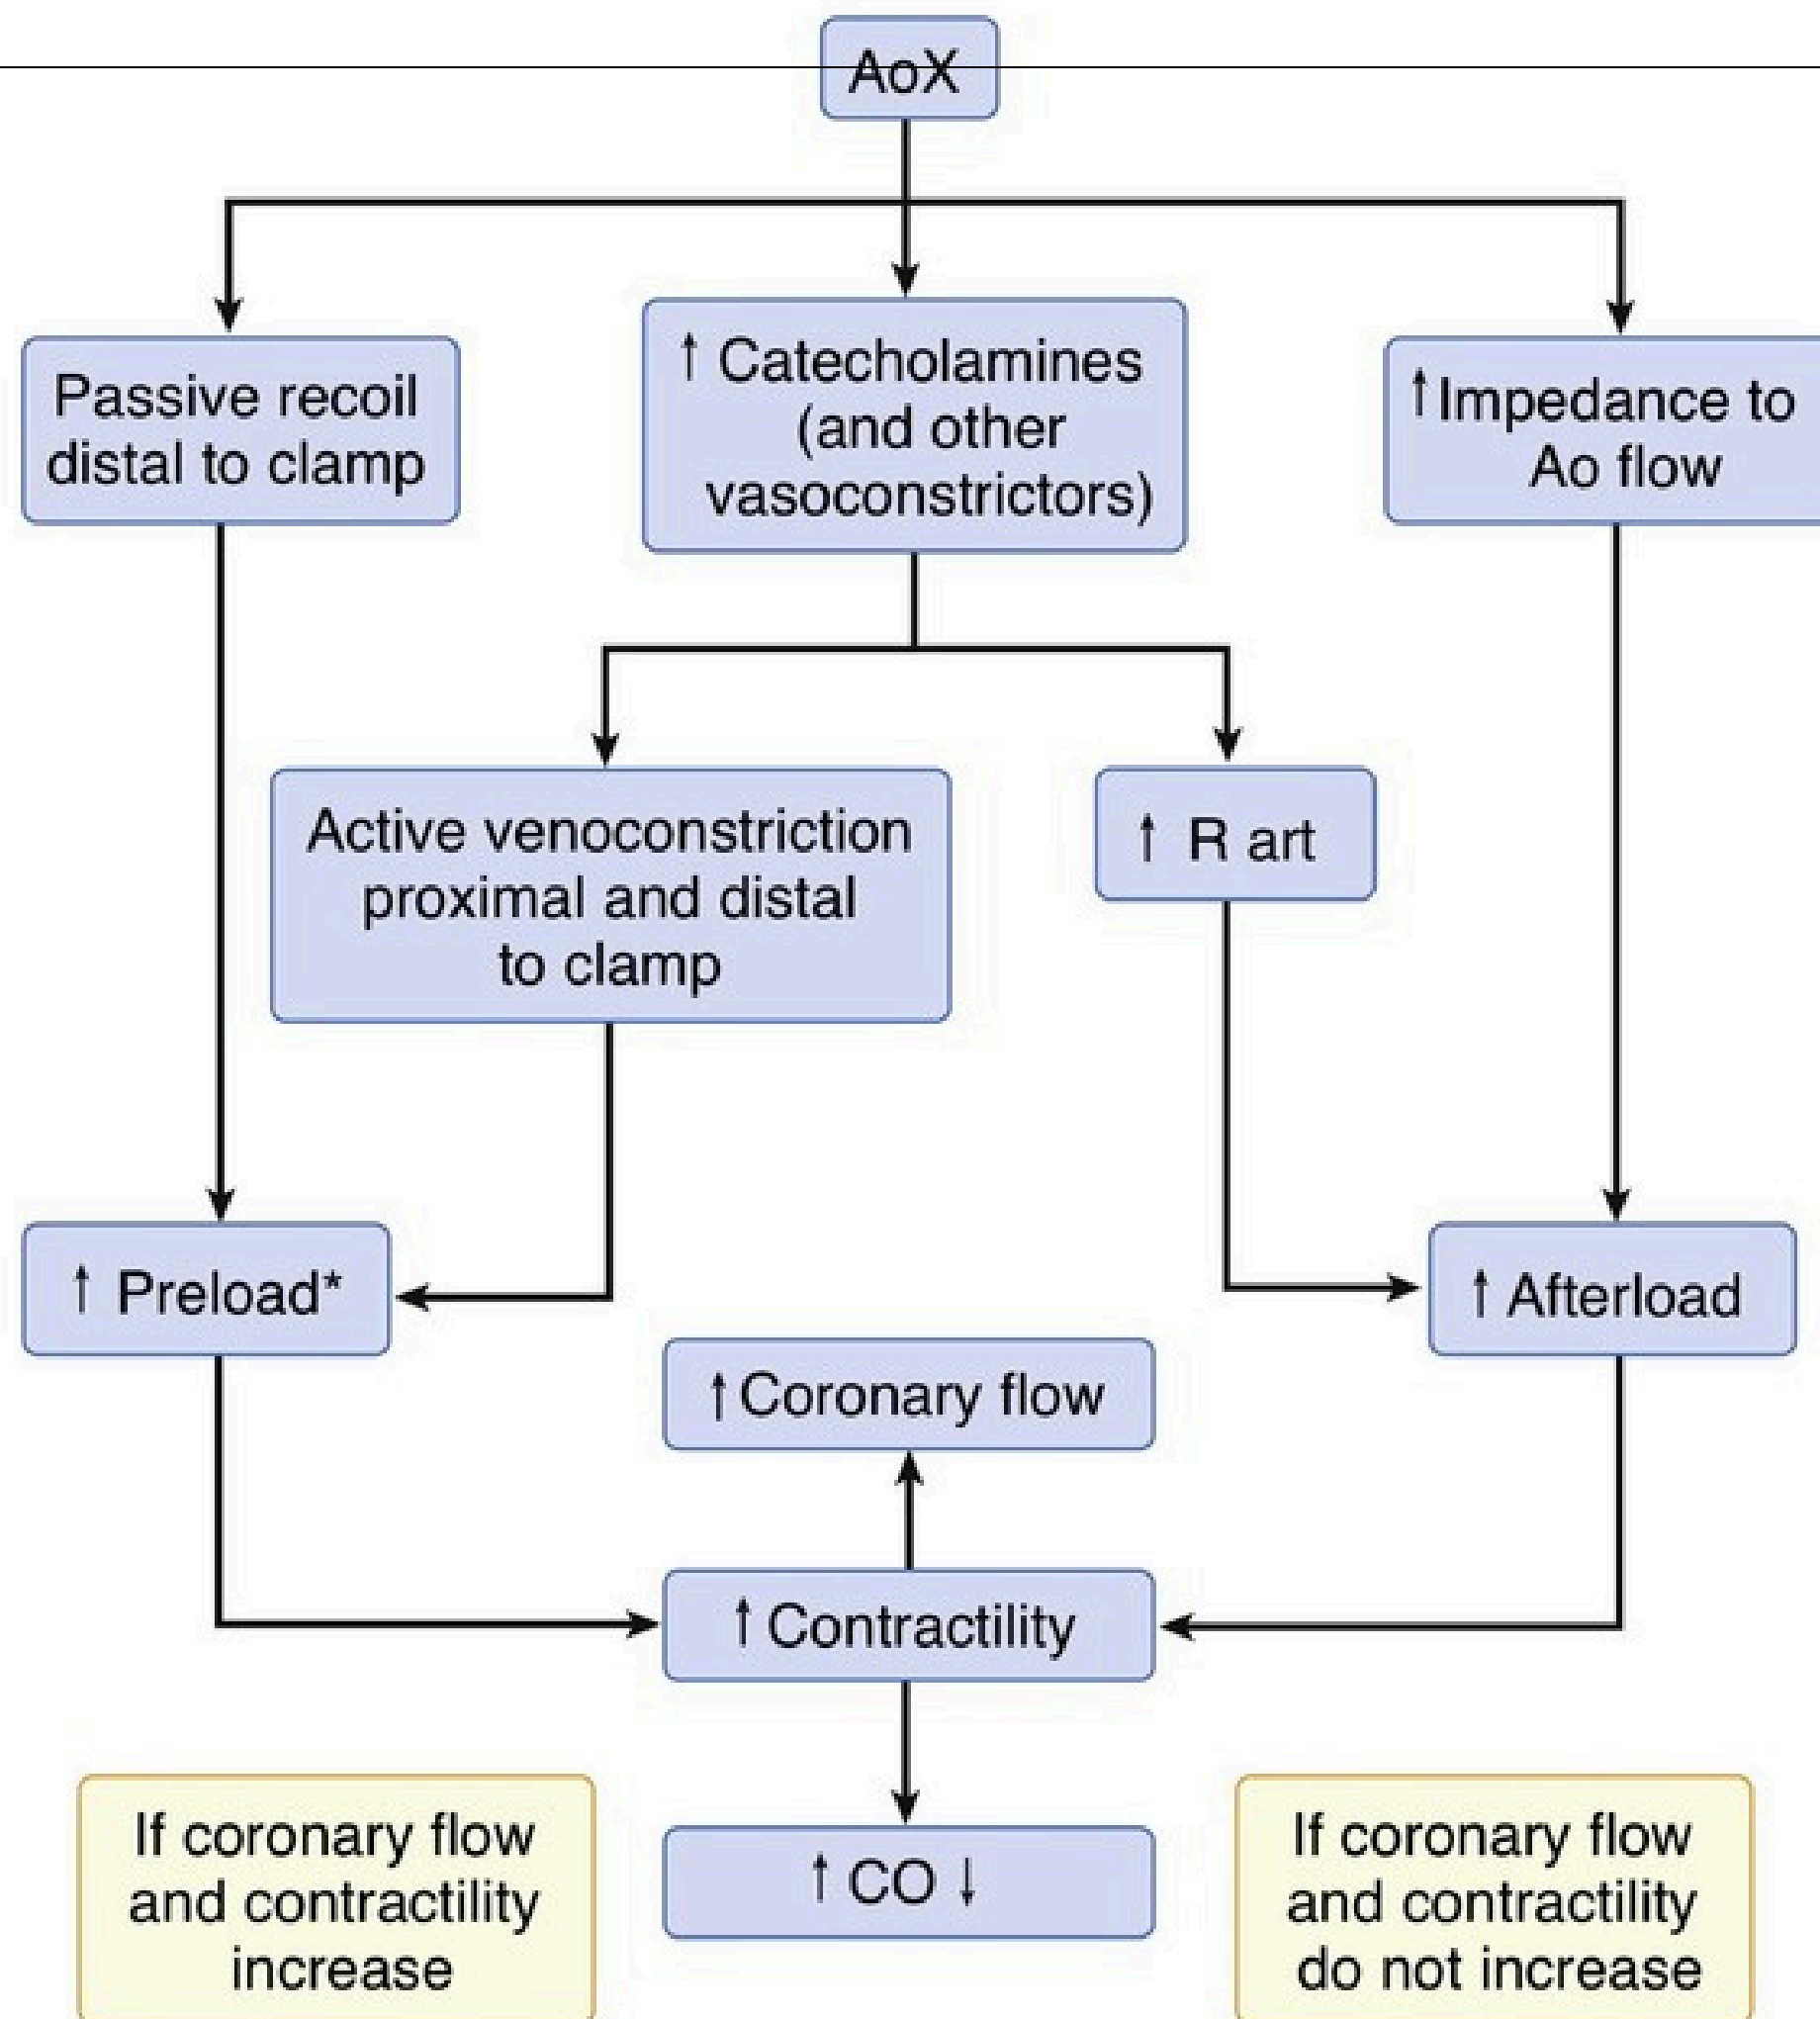 AoX
Passive recoil
distal to clamp
↑ Catecholamines
(and other
vasoconstrictors)
↑ Impedance to
Ao flow
Active venoconstriction
proximal and distal
to clamp
↑ R art
↑ Preload*
↑ Afterload
↑ Coronary flow
↑ Contractility
If coronary flow
and contractility
increase
↑ CO ↓
If coronary flow
and contractility
do not increase